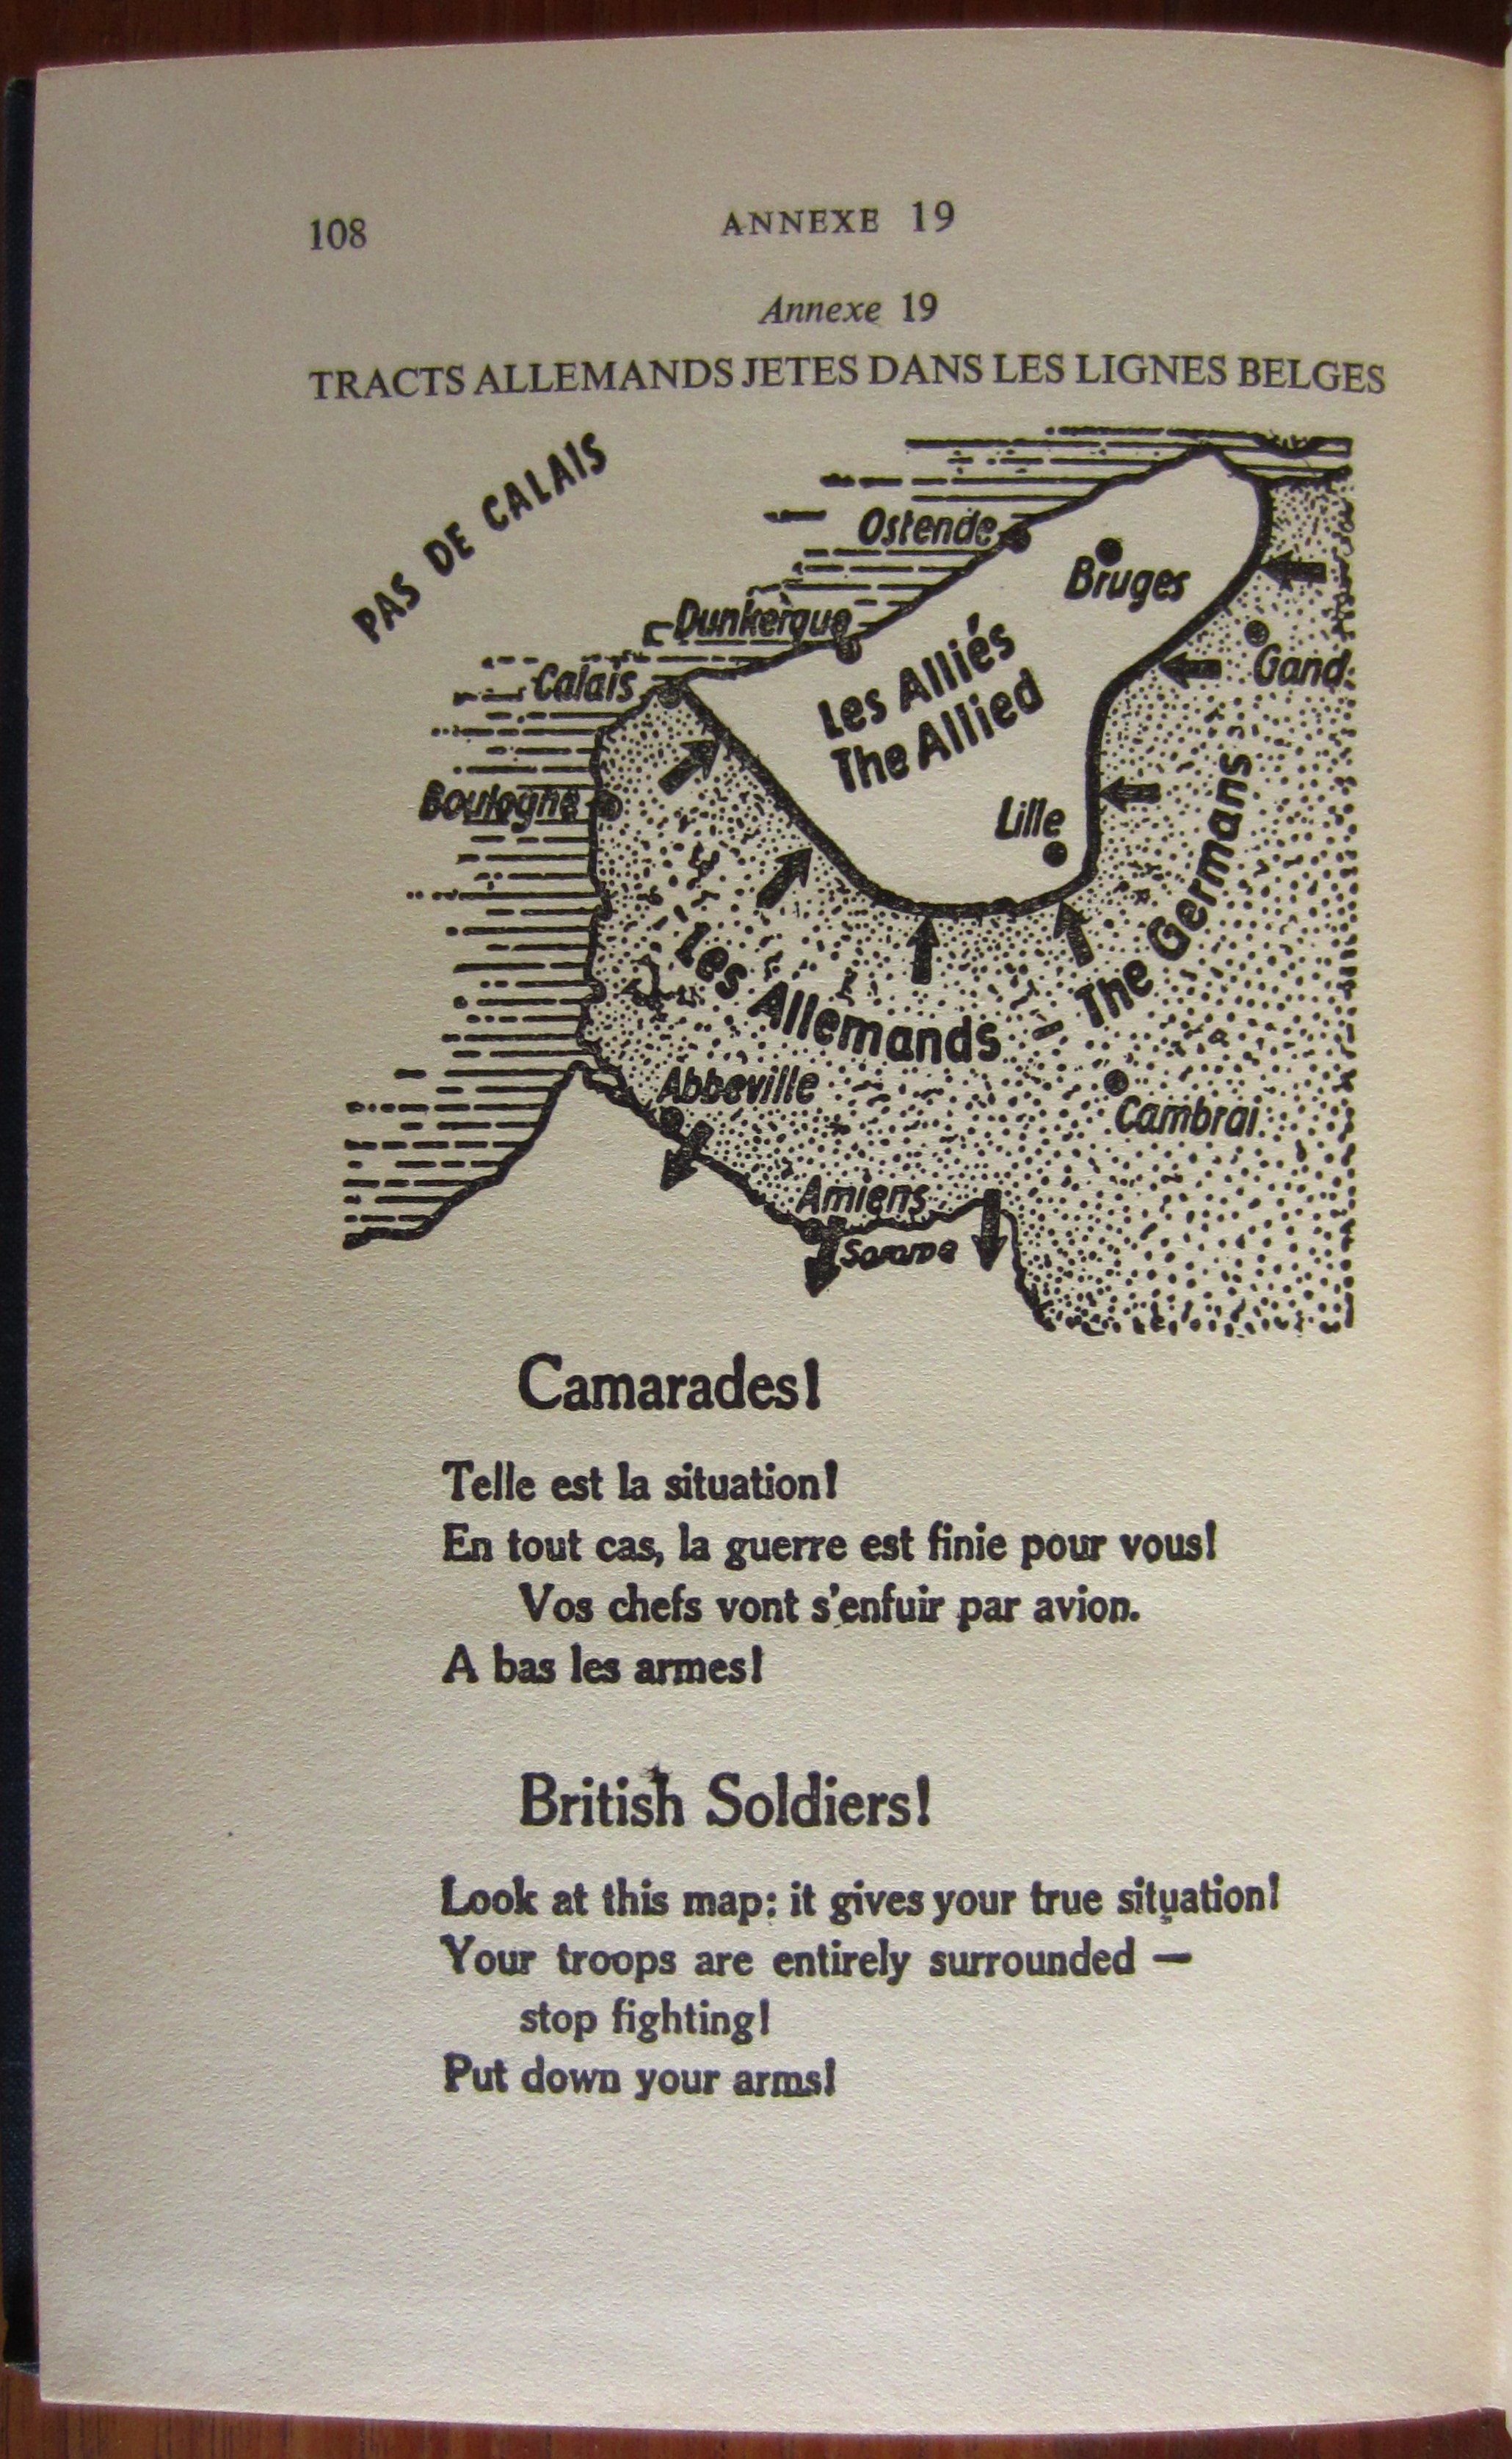 108
ANNEXE 19
Annexe 19
TRACTS ALLEMANDS JETES DANS LES LIGNES BELGES
PAS DE CALAIS
Ostende
Bruges
Dunkerque
Gand
Calais
Les Alliés
The Allied
Boulogne
Lille
Les Allemands - The Germans
Abbeville
Cambrai
Amiens
Somme
Camarades!
Telle est la situation!
En tout cas, la guerre est finie pour vous!
Vos chefs vont s'enfuir par avion.
A bas les armes!
British Soldiers!
Look at this map: it gives your true situation!
Your troops are entirely surrounded —
stop fighting!
Put down your arms!